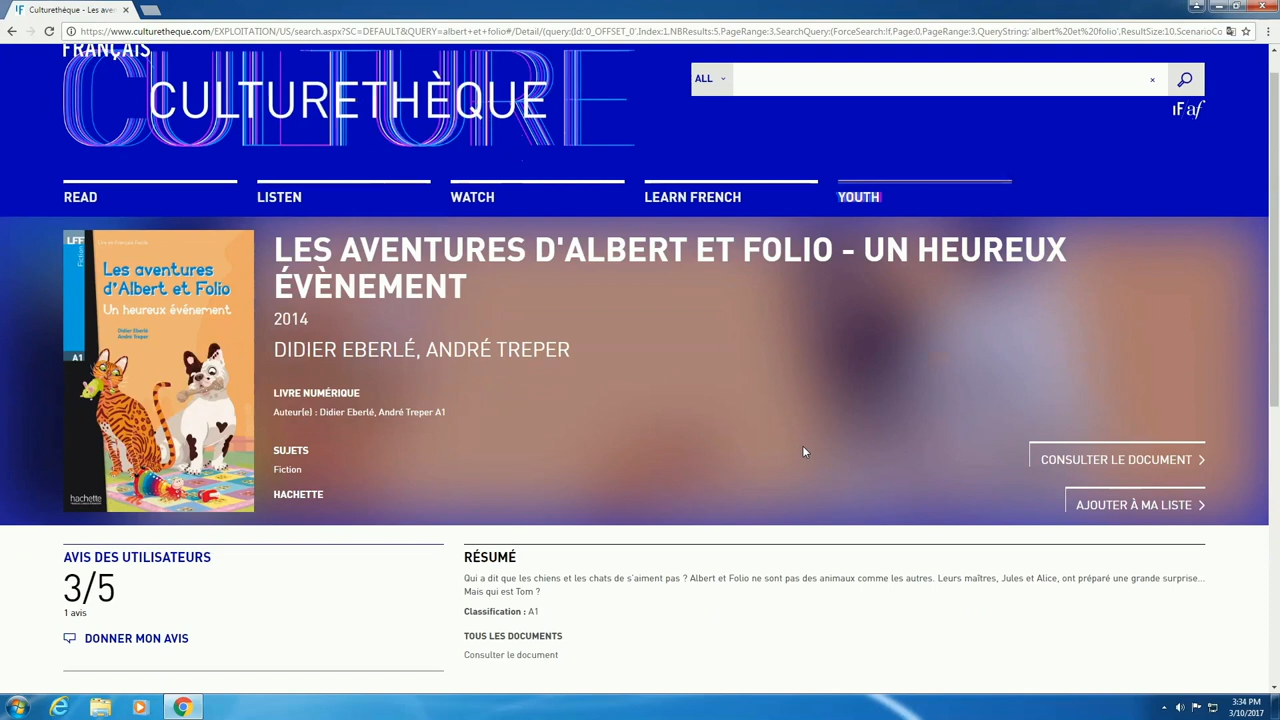 Culturethèque - Les aven
https://www.culturetheque.com/EXPLOITATION/US/search.aspx?SC=DEFAULT&QUERY=albert+et+folio#/Detail/(query:(Id:'0_OFFSET_0',Index:1,NBResults:5,PageRange:3,SearchQuery:(ForceSearch:!f,Page:0,PageRange:3,QueryString:'albert%20et%20folio',ResultSize:10,ScenarioCo
FRANÇAIS
CULTURE
CULTURETHÈQUE
ALL
IF af
READ
LISTEN
WATCH
LEARN FRENCH
YOUTH
LFF
Lire en Français Facile
Fiction
Les aventures
d'Albert et Folio
Un heureux événement
Didier Eberlé
André Treper
A1
hachette
LES AVENTURES D'ALBERT ET FOLIO - UN HEUREUX
ÉVÈNEMENT
2014
DIDIER EBERLÉ, ANDRÉ TREPER
LIVRE NUMÉRIQUE
Auteur(e) : Didier Eberlé, André Treper A1
SUJETS
Fiction
HACHETTE
CONSULTER LE DOCUMENT
AJOUTER À MA LISTE
AVIS DES UTILISATEURS
3/5
1 avis
DONNER MON AVIS
RÉSUMÉ
Qui a dit que les chiens et les chats de s'aiment pas ? Albert et Folio ne sont pas des animaux comme les autres. Leurs maîtres, Jules et Alice, ont préparé une grande surprise...
Mais qui est Tom ?
Classification : A1
TOUS LES DOCUMENTS
Consulter le document
3:34 PM
3/10/2017